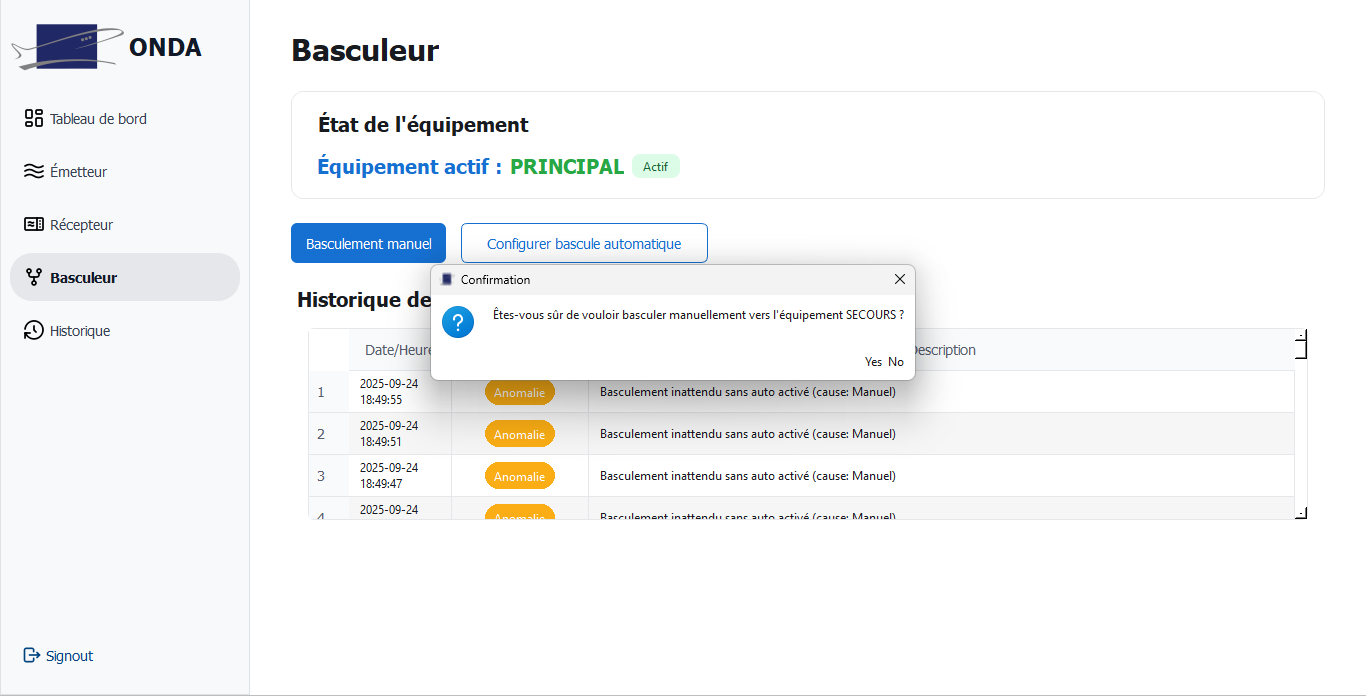 ONDA
Tableau de bord
Émetteur
Récepteur
Basculeur
Historique
Signout
Basculeur
État de l'équipement
Équipement actif : PRINCIPAL Actif
Basculement manuel Configurer bascule automatique
Confirmation
Êtes-vous sûr de vouloir basculer manuellement vers l'équipement SECOURS ?
Yes No
Historique de
Date/Heure Description
1 2025-09-24
18:49:55 Anomalie Basculement inattendu sans auto activé (cause: Manuel)
2 2025-09-24
18:49:51 Anomalie Basculement inattendu sans auto activé (cause: Manuel)
3 2025-09-24
18:49:47 Anomalie Basculement inattendu sans auto activé (cause: Manuel)
4 2025-09-24 Anomalie Basculement inattendu sans auto activé (cause: Manuel)